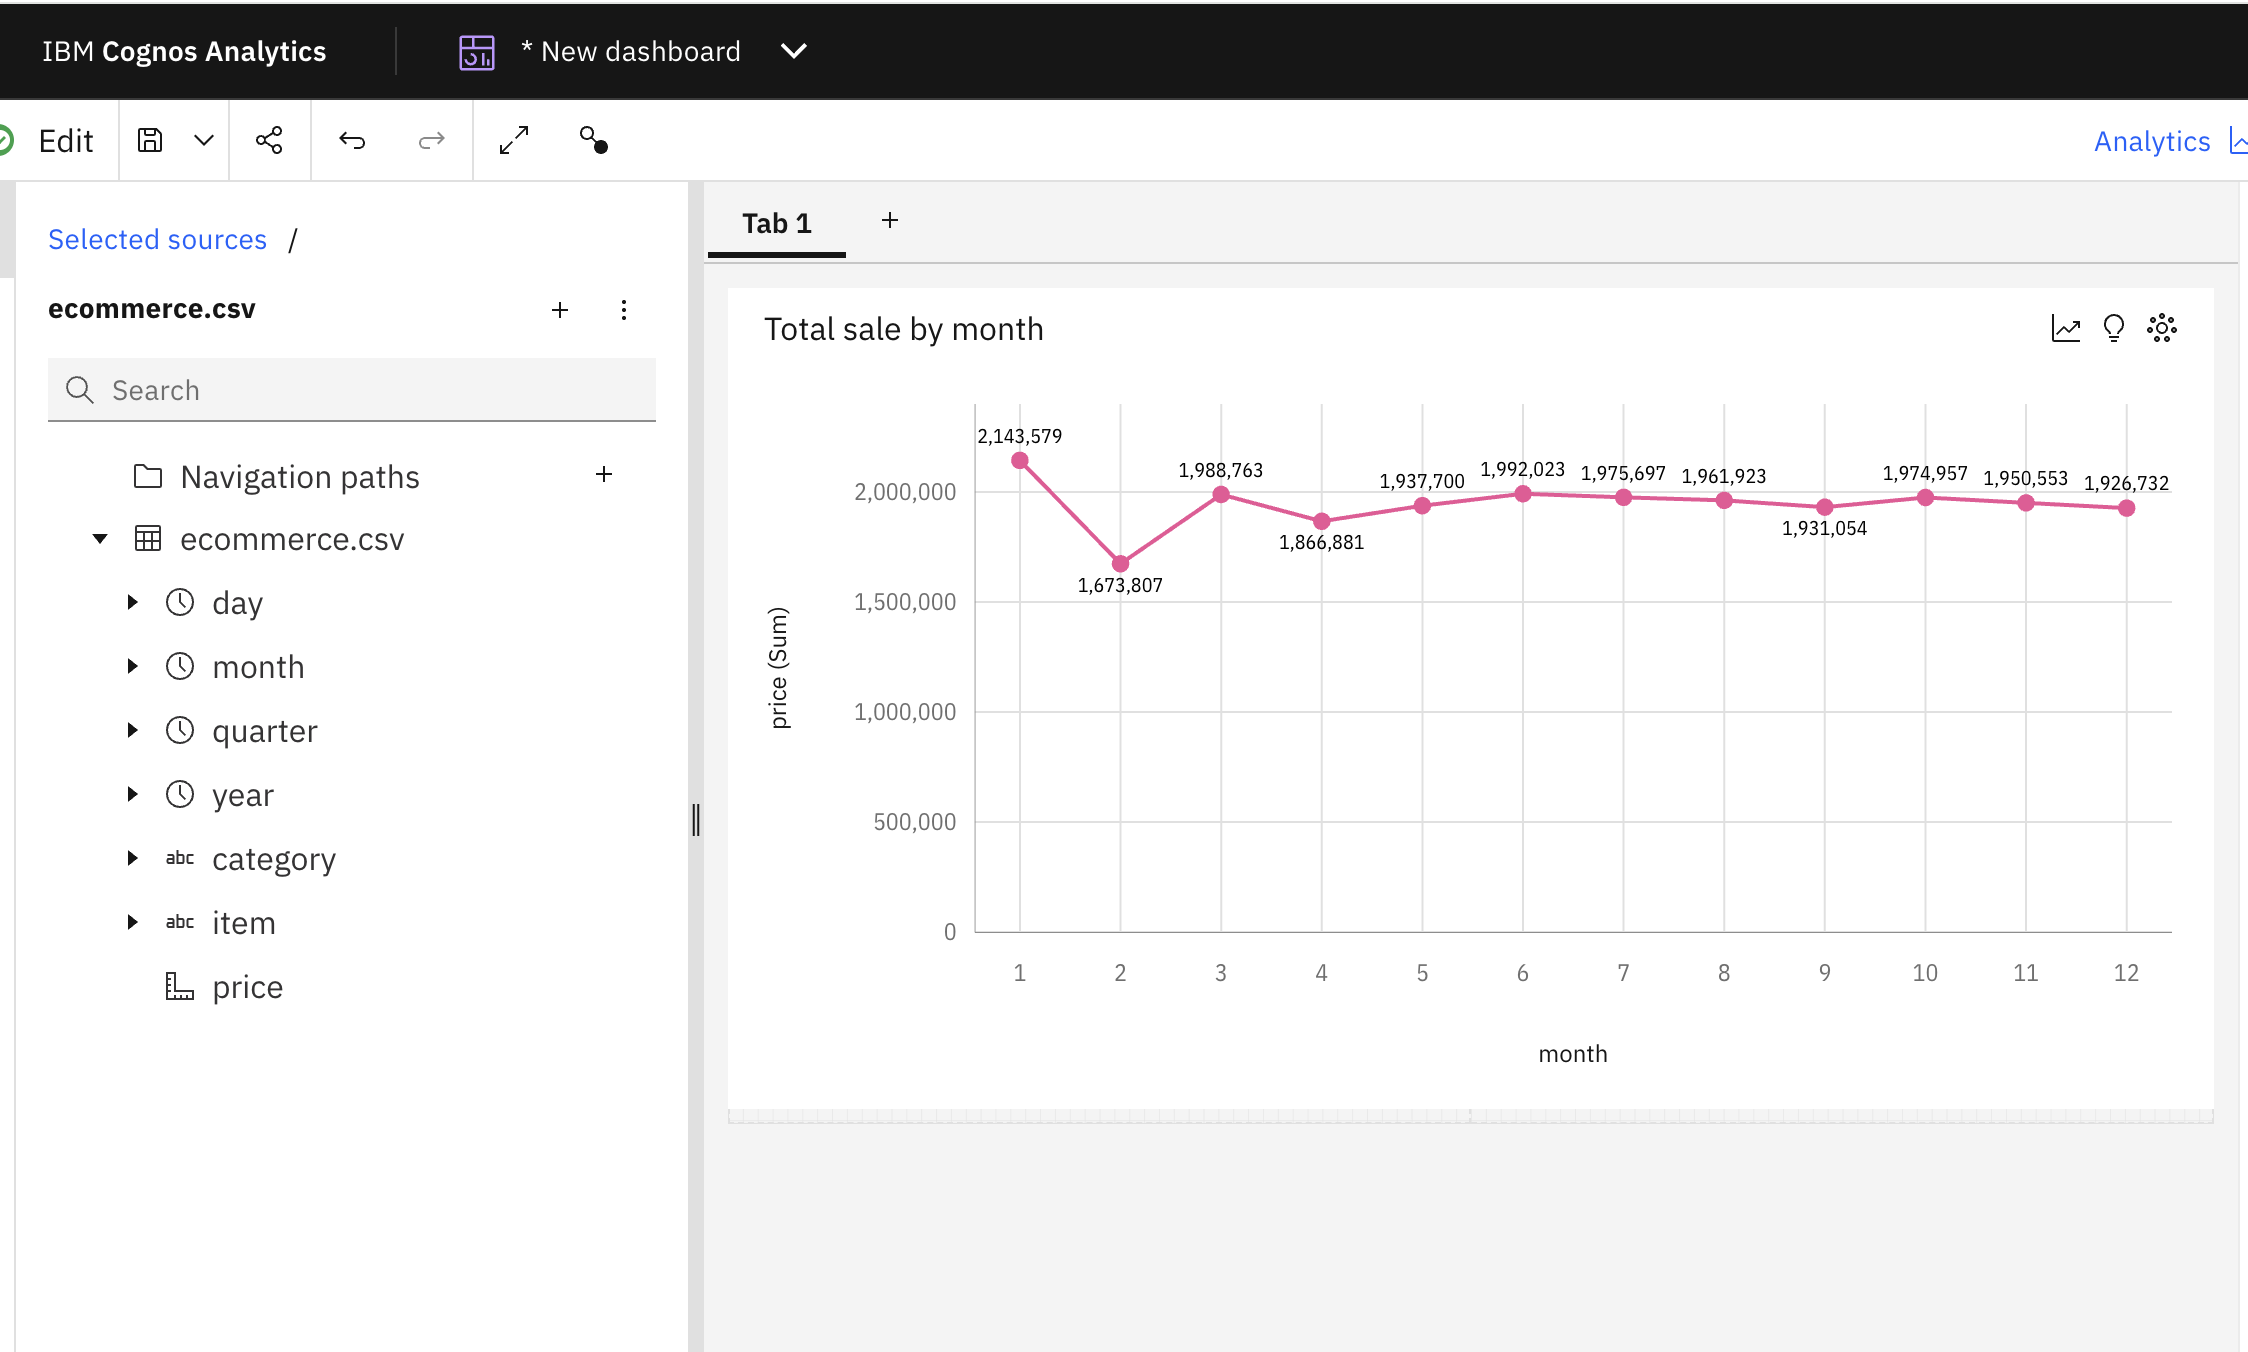 IBM Cognos Analytics
* New dashboard
Edit
Analytics
Selected sources /
ecommerce.csv
Search
Navigation paths
ecommerce.csv
day
month
quarter
year
abc category
abc item
price
Tab 1
Total sale by month
price (Sum)
2,000,000
1,500,000
1,000,000
500,000
0
2,143,579
1,673,807
1,988,763
1,866,881
1,937,700
1,992,023
1,975,697
1,961,923
1,931,054
1,974,957
1,950,553
1,926,732
1 2 3 4 5 6 7 8 9 10 11 12
month